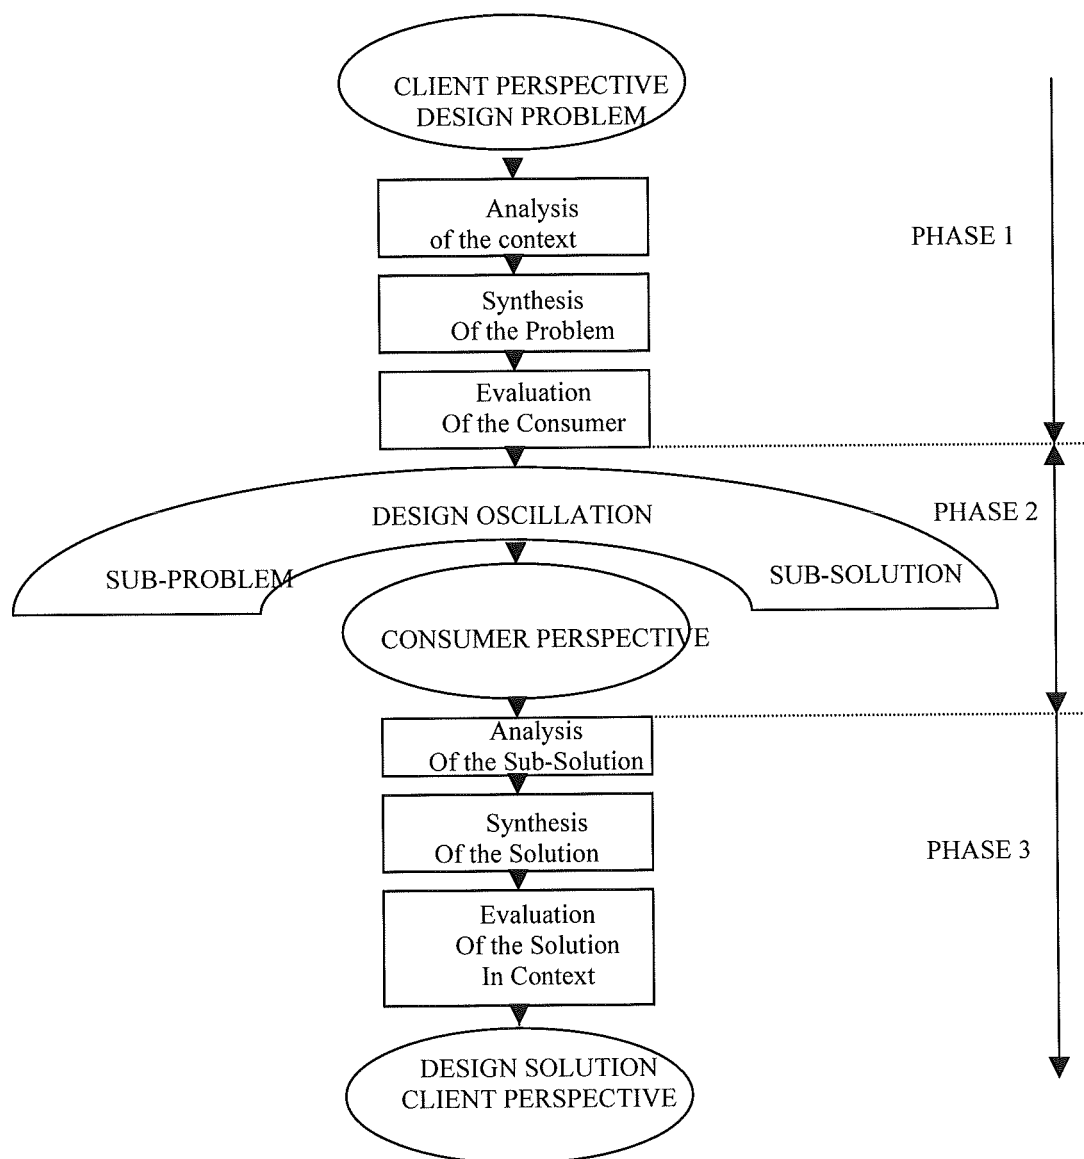 CLIENT PERSPECTIVE
DESIGN PROBLEM
Analysis
of the context
PHASE 1
Synthesis
Of the Problem
Evaluation
Of the Consumer
DESIGN OSCILLATION
PHASE 2
SUB-PROBLEM
SUB-SOLUTION
CONSUMER PERSPECTIVE
Analysis
Of the Sub-Solution
Synthesis
Of the Solution
PHASE 3
Evaluation
Of the Solution
In Context
DESIGN SOLUTION
CLIENT PERSPECTIVE